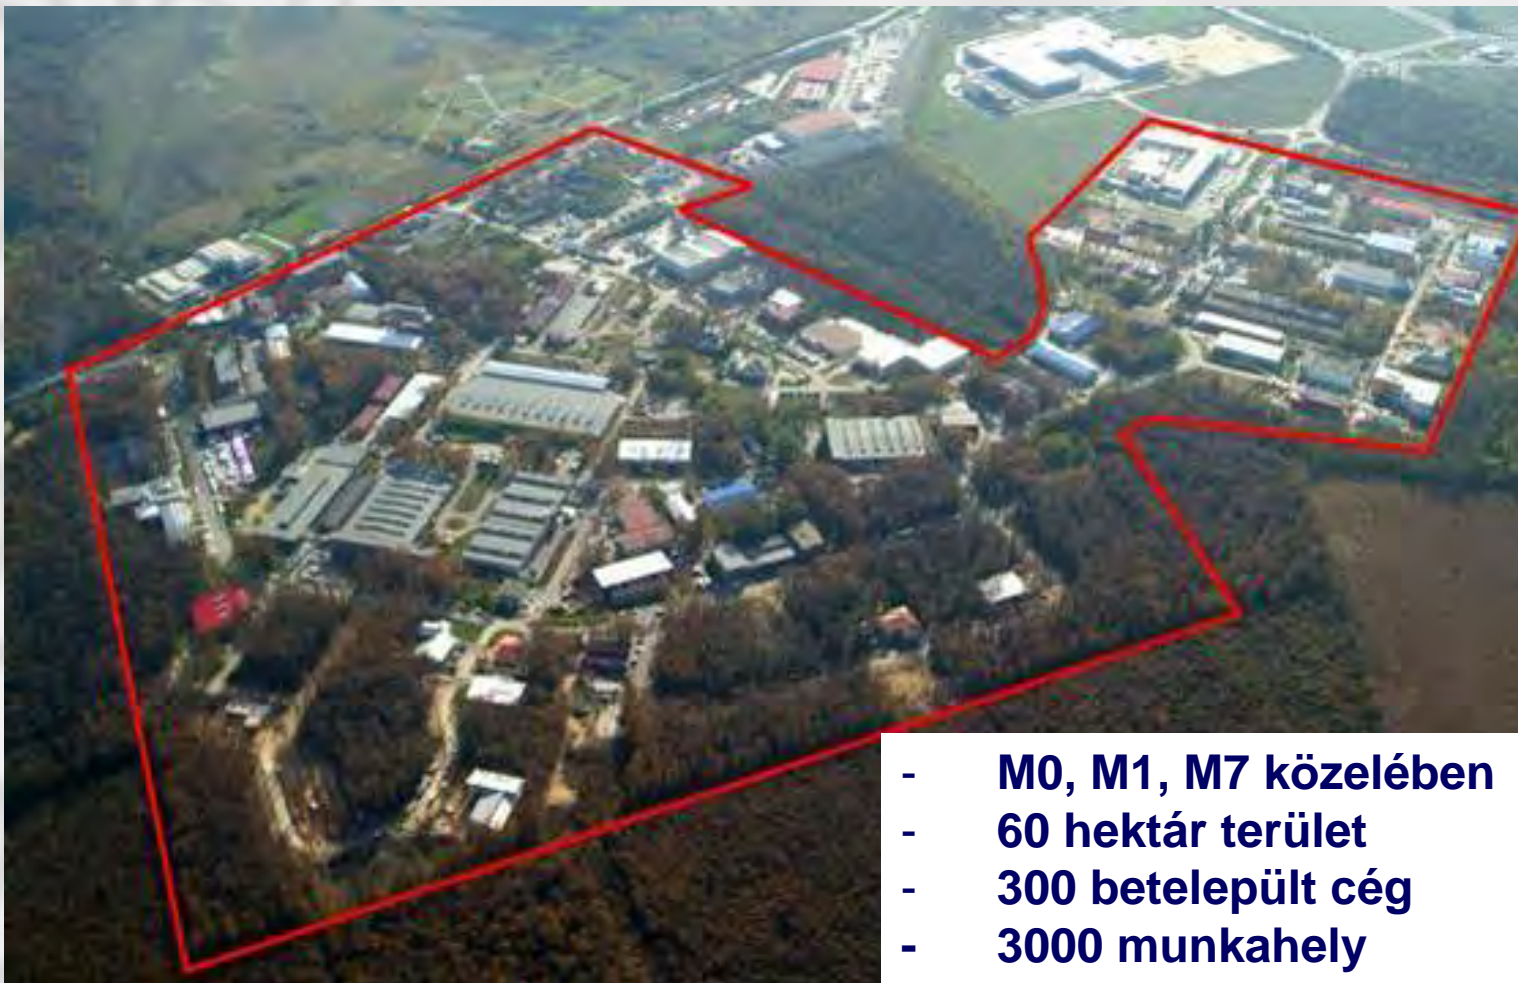 - M0, M1, M7 közelében
- 60 hektár terület
- 300 betelepült cég
- 3000 munkahely